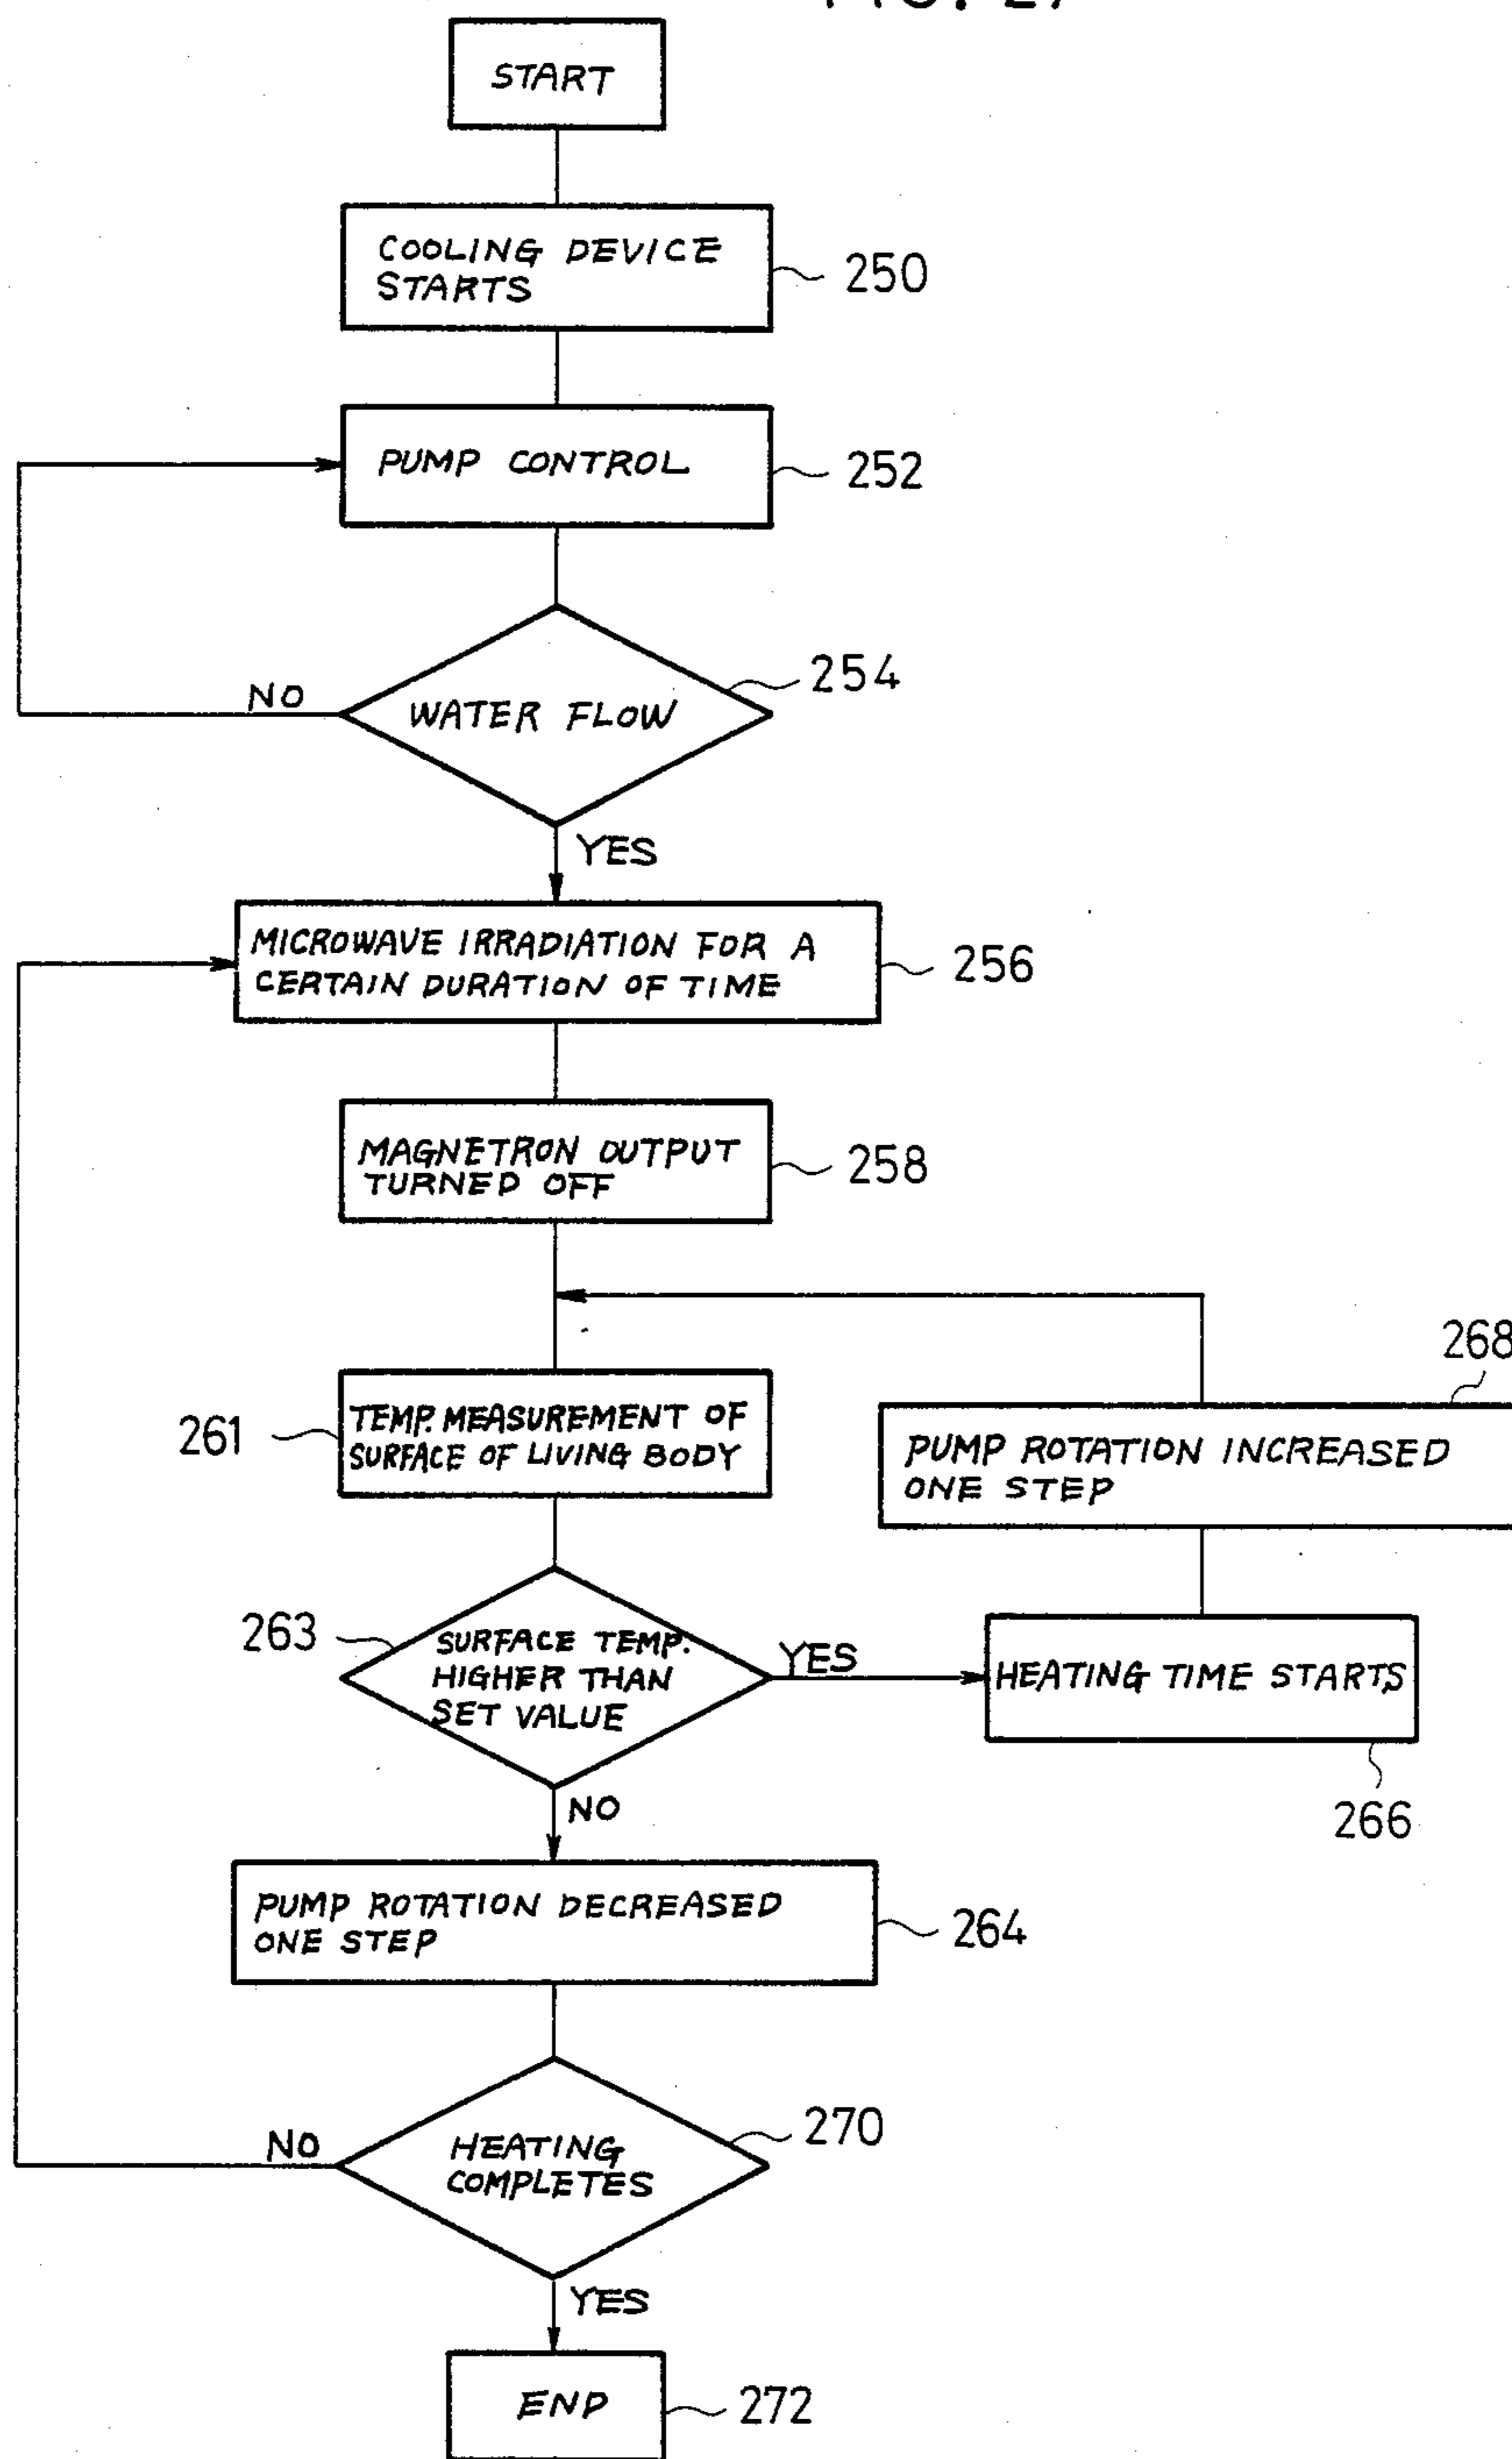 START
COOLING DEVICE
STARTS
250
PUMP CONTROL
252
254
NO
WATER FLOW
YES
MICROWAVE IRRADIATION FOR A
CERTAIN DURATION OF TIME
256
MAGNETRON OUTPUT
TURNED OFF
258
268
261
TEMP. MEASUREMENT OF
SURFACE OF LIVING BODY
PUMP ROTATION INCREASED
ONE STEP
263
SURFACE TEMP.
HIGHER THAN
SET VALUE
YES
HEATING TIME STARTS
266
NO
PUMP ROTATION DECREASED
ONE STEP
264
270
NO
HEATING
COMPLETES
YES
END
272